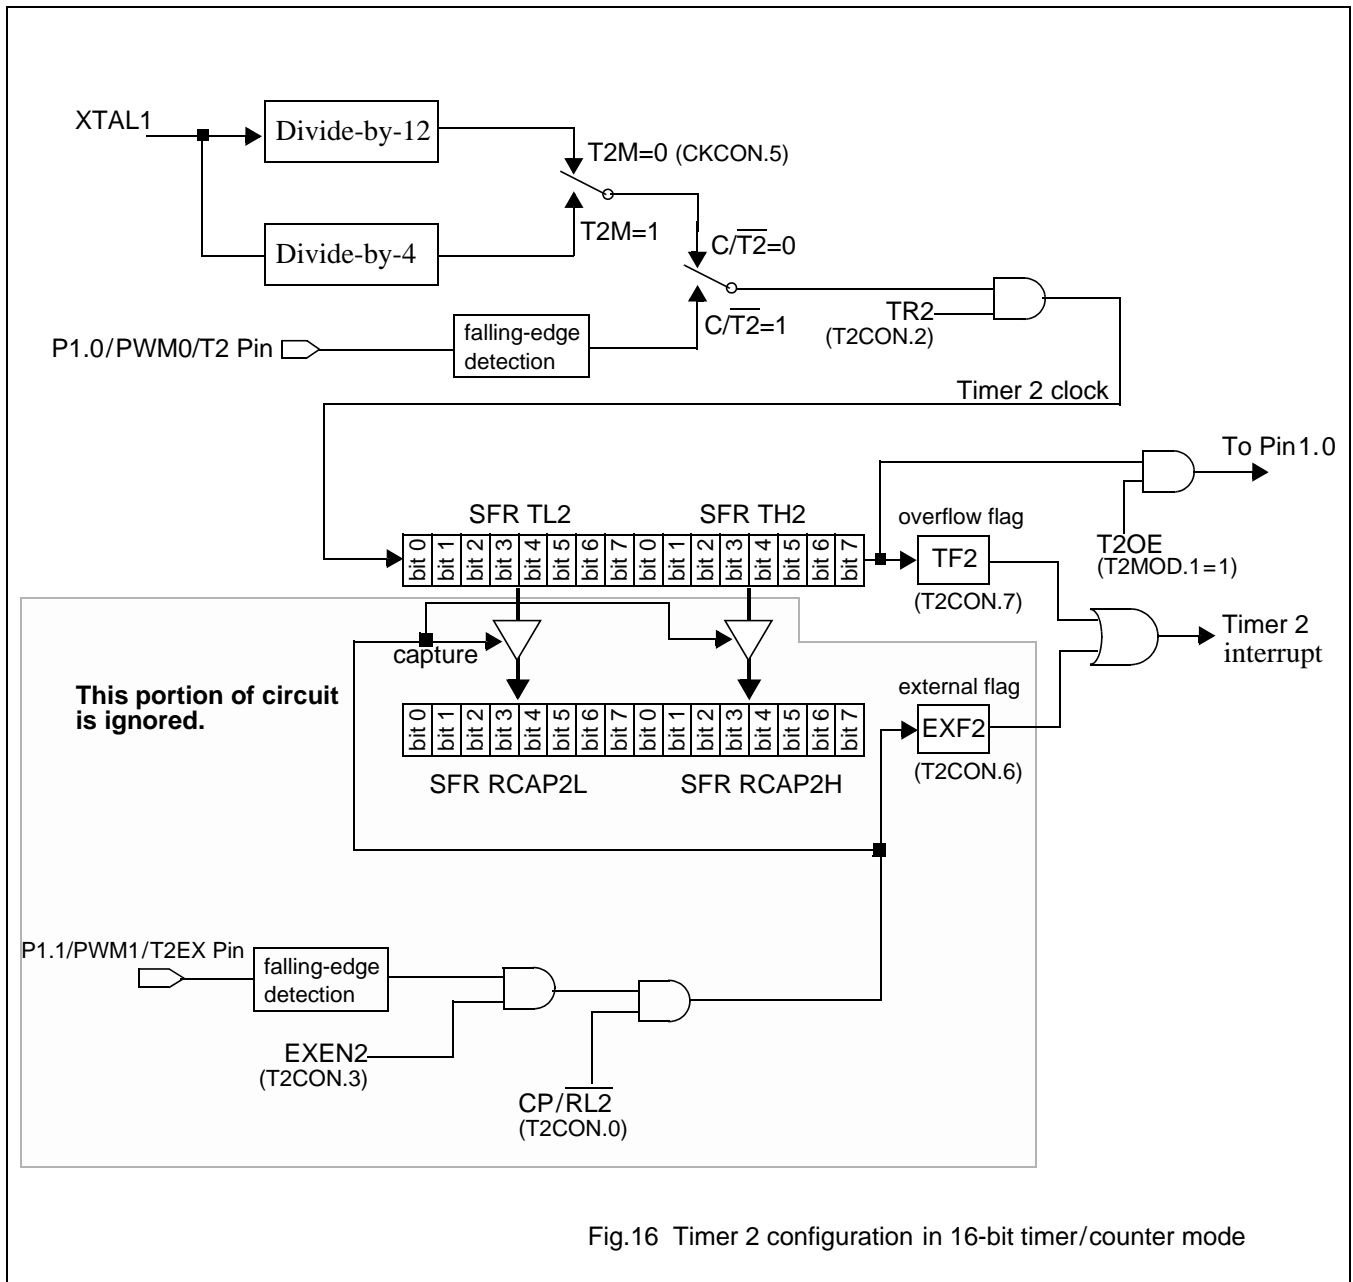 XTAL1
Divide-by-12
T2M=0 (CKCON.5)
T2M=1
Divide-by-4
C/T2=0
C/T2=1
TR2
(T2CON.2)
P1.0/PWM0/T2 Pin
falling-edge
detection
Timer 2 clock
To Pin1.0
SFR TL2
SFR TH2
overflow flag
bit 0 bit 1 bit 2 bit 3 bit 4 bit 5 bit 6 bit 7 bit 0 bit 1 bit 2 bit 3 bit 4 bit 5 bit 6 bit 7
TF2
(T2CON.7)
T2OE
(T2MOD.1=1)
Timer 2
interrupt
capture
This portion of circuit
is ignored.
external flag
bit 0 bit 1 bit 2 bit 3 bit 4 bit 5 bit 6 bit 7 bit 0 bit 1 bit 2 bit 3 bit 4 bit 5 bit 6 bit 7
EXF2
(T2CON.6)
SFR RCAP2L
SFR RCAP2H
P1.1/PWM1/T2EX Pin
falling-edge
detection
EXEN2
(T2CON.3)
CP/RL2
(T2CON.0)
Fig.16 Timer 2 configuration in 16-bit timer/counter mode